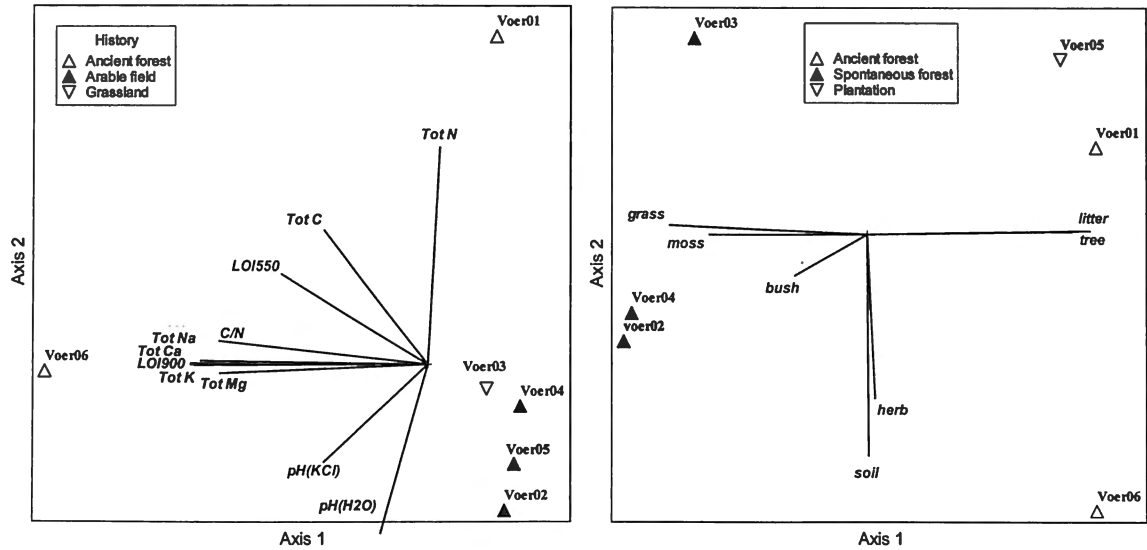 History
Ancient forest
Arable field
Grassland
Voer01
Tot N
Tot C
LOI550
C/N
Tot Na
Tot Ca
LOI900
Tot K
Tot Mg
Voer06
Voer03
Voer04
Voer05
Voer02
pH(KCl)
pH(H2O)
Axis 2
Axis 1
Voer03
Voer05
Ancient forest
Spontaneous forest
Plantation
Voer01
grass
moss
litter
tree
bush
Voer04
voer02
herb
soil
Voer06
Axis 2
Axis 1